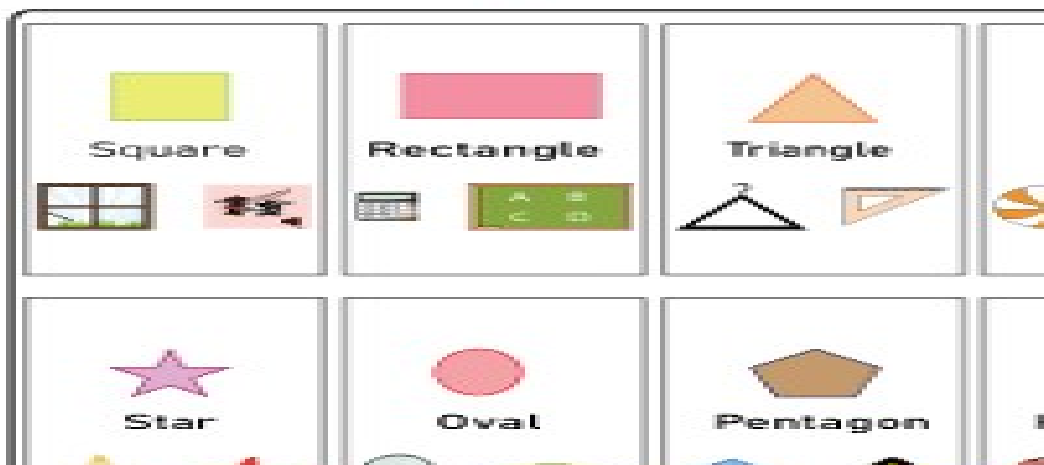 Square
Rectangle
Triangle
A B
C D
Star
Oval
Pentagon